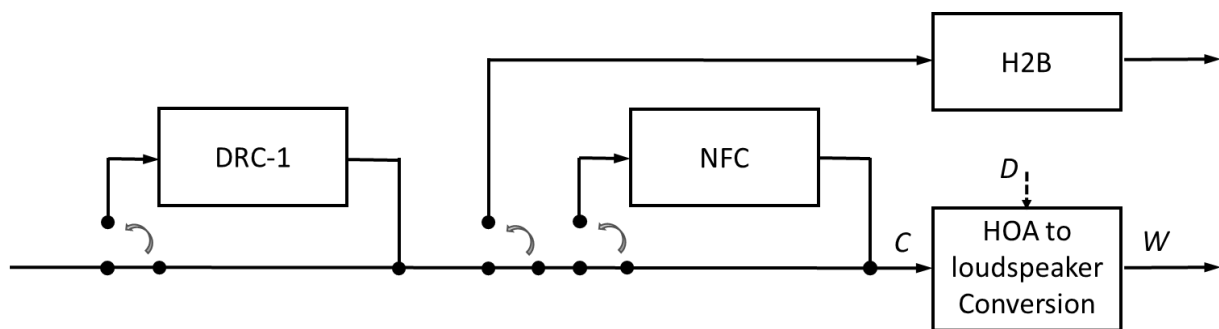 H2B
DRC-1
NFC
D
C
HOA to
loudspeaker
Conversion
W